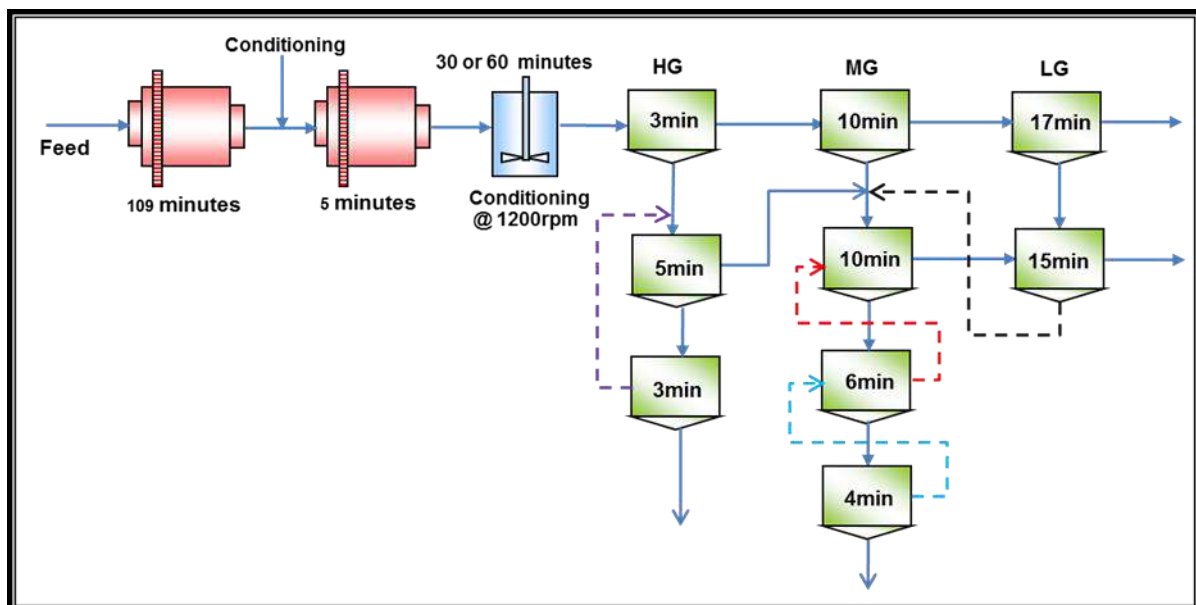 Conditioning
30 or 60 minutes
HG
MG
LG
Feed
109 minutes
5 minutes
Conditioning
@ 1200rpm
3min
10min
17min
5min
10min
15min
3min
6min
4min